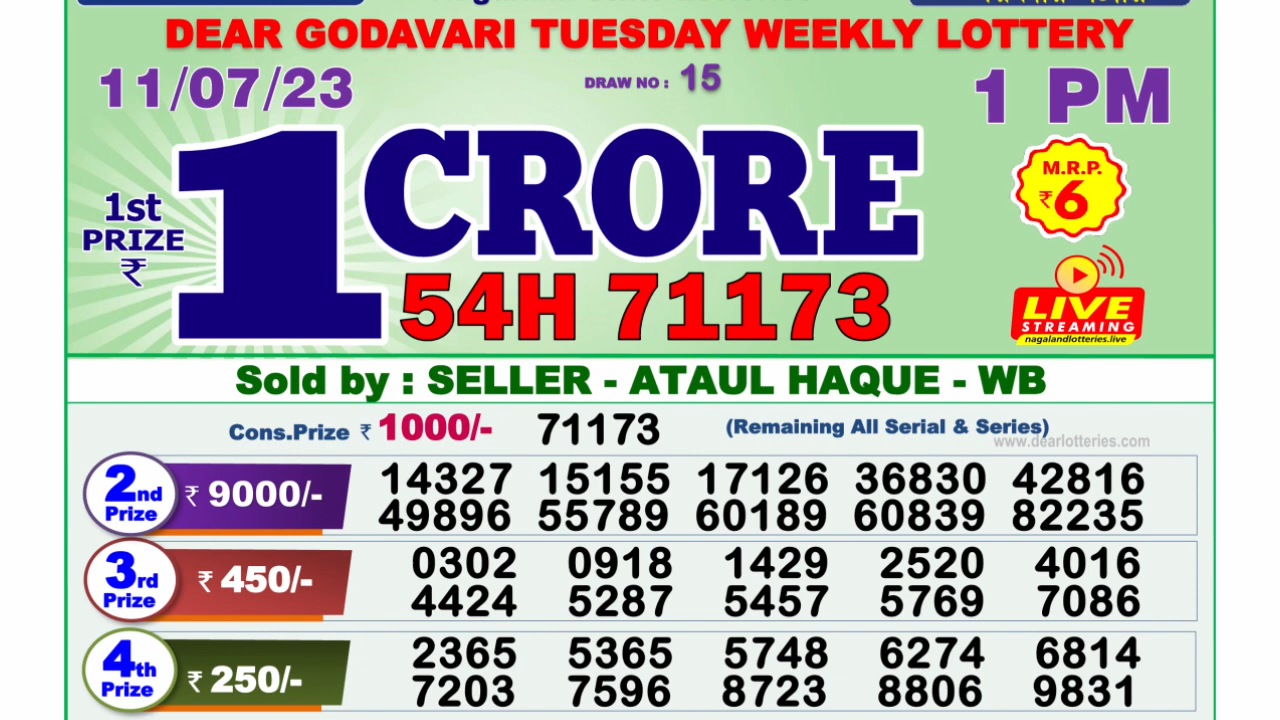 DEAR GODAVARI TUESDAY WEEKLY LOTTERY
11/07/23
DRAW NO : 15
1 PM
1st
PRIZE
₹
1 CRORE
54H 71173
M.R.P.
₹6
LIVE
STREAMING
nagalandlotteries.live
Sold by : SELLER - ATAUL HAQUE - WB
Cons.Prize ₹ 1000/- 71173 (Remaining All Serial & Series)
www.dearlotteries.com
2nd
Prize
₹ 9000/-
14327 15155 17126 36830 42816
49896 55789 60189 60839 82235
3rd
Prize
₹ 450/-
0302 0918 1429 2520 4016
4424 5287 5457 5769 7086
4th
Prize
₹ 250/-
2365 5365 5748 6274 6814
7203 7596 8723 8806 9831